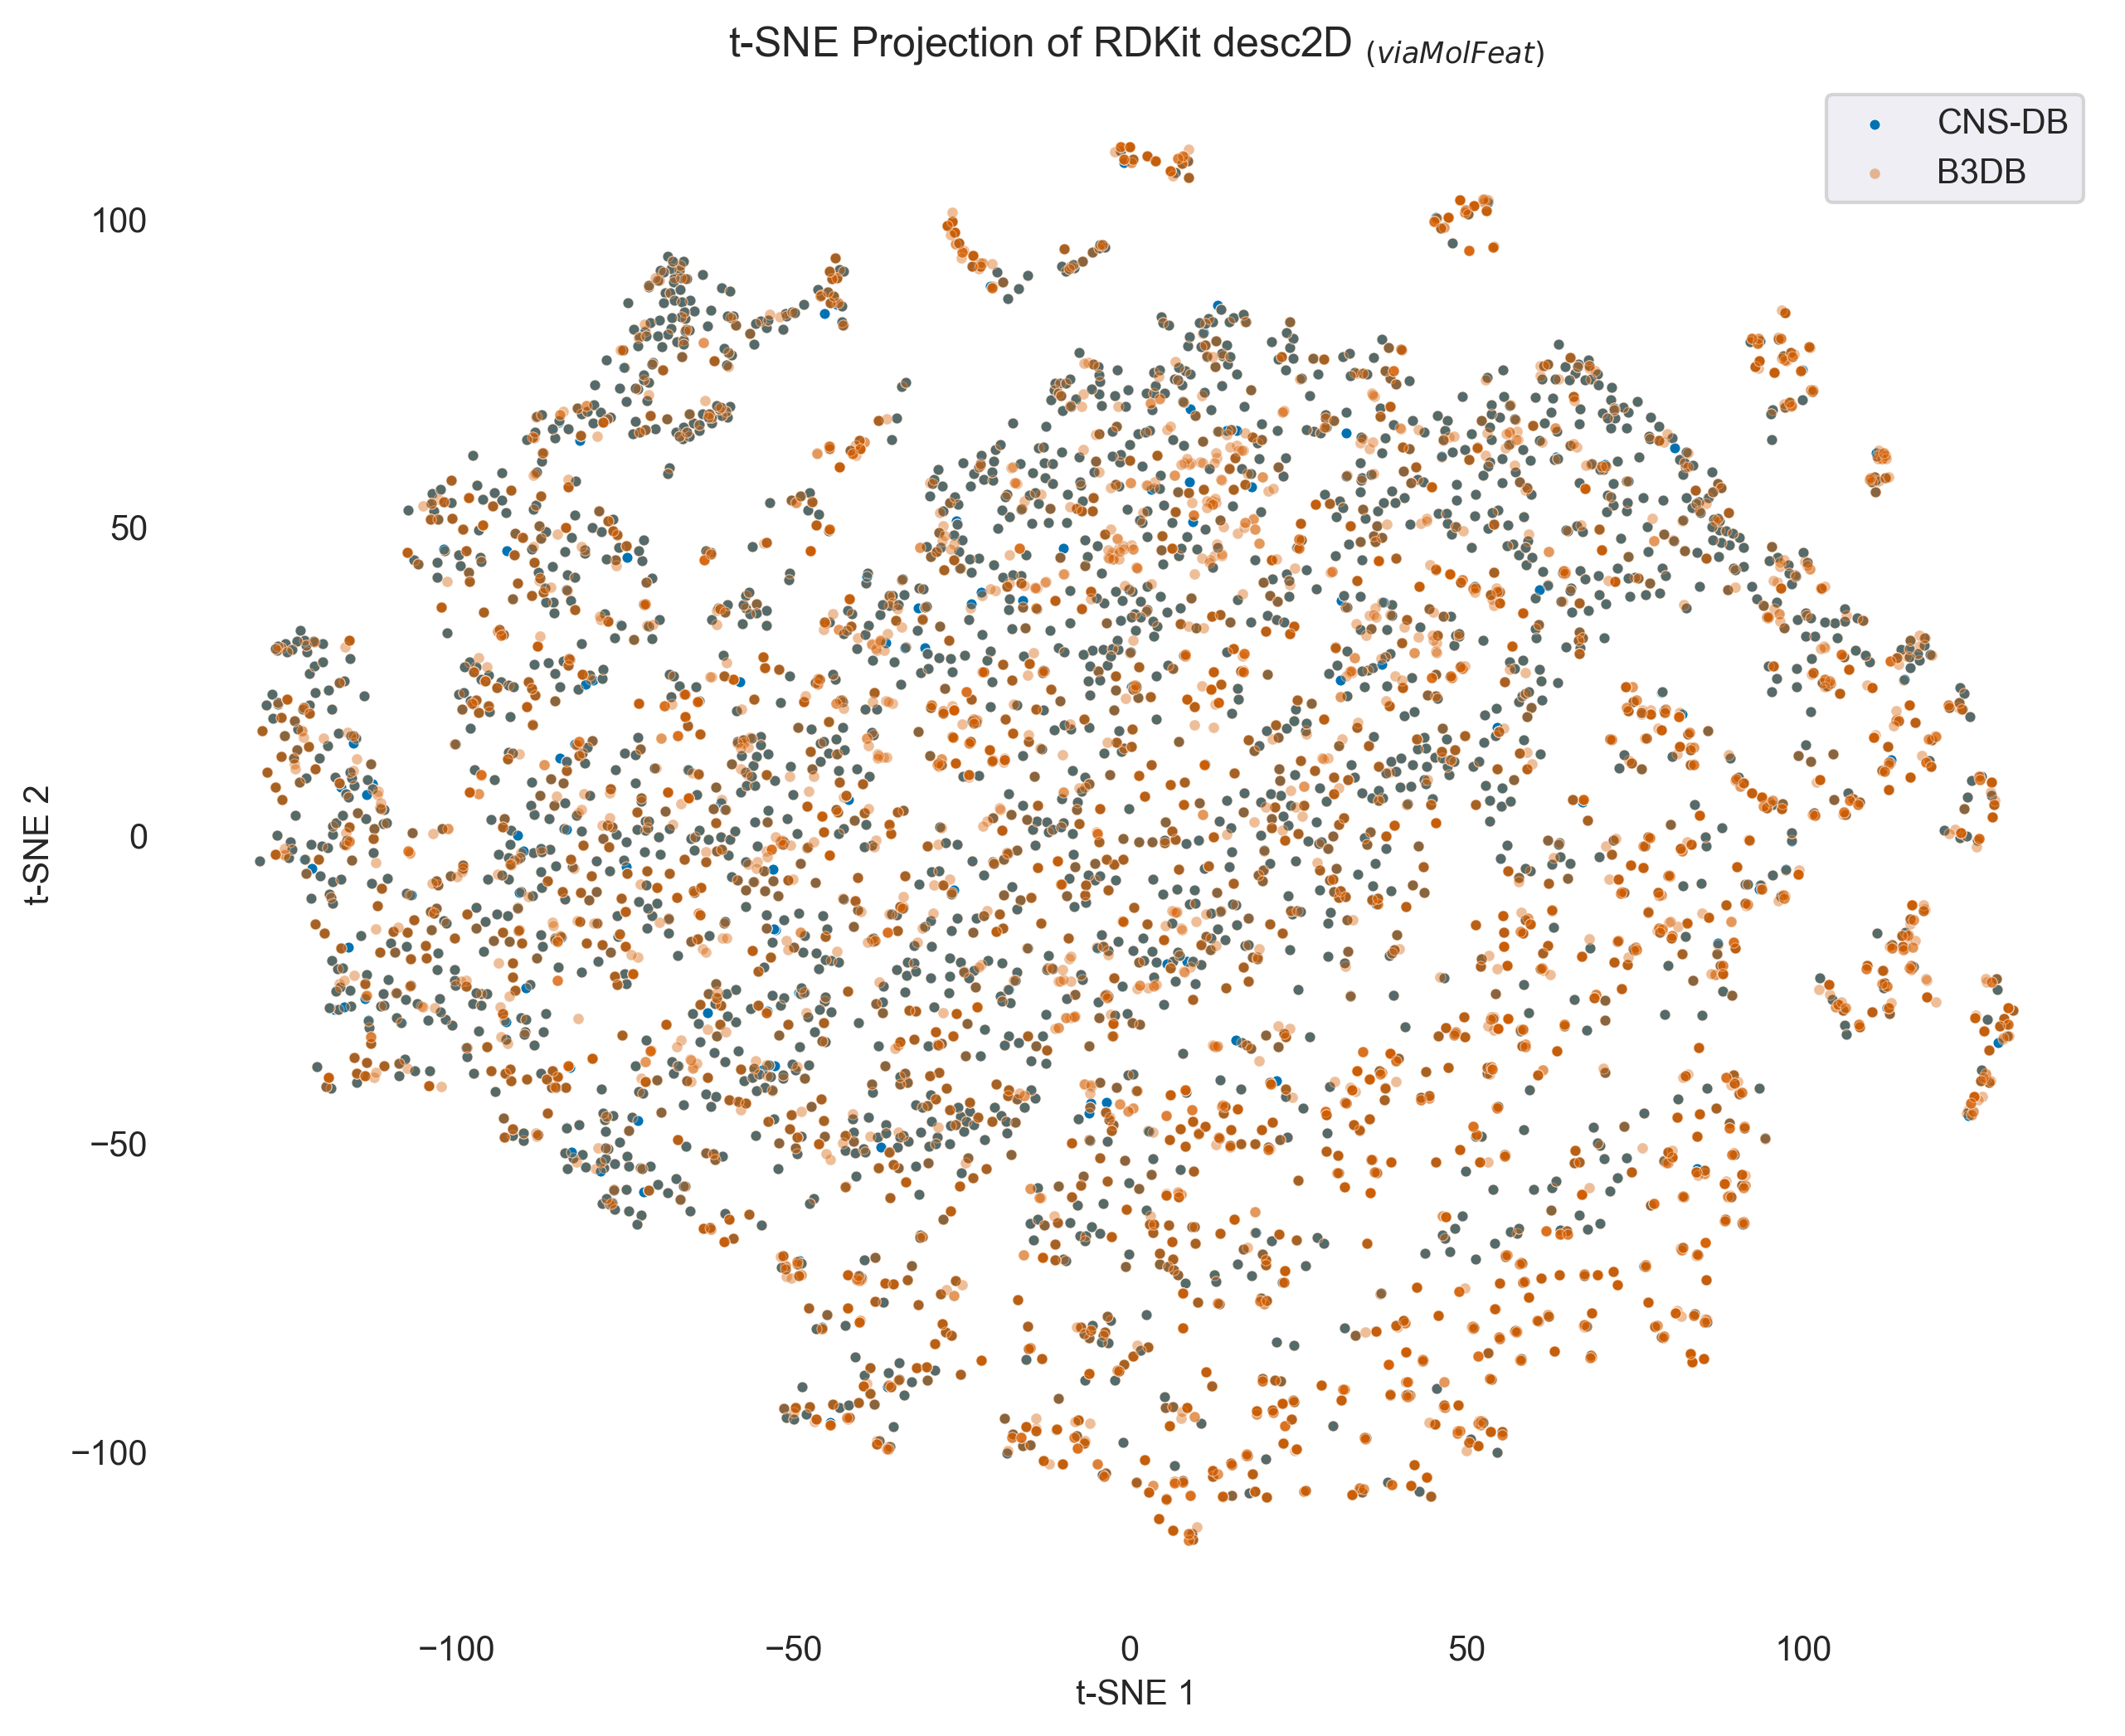 t-SNE Projection of RDKit desc2D (viaMolFeat)
CNS-DB
B3DB
100
50
0
−50
−100
t-SNE 2
−100 −50 0 50 100
t-SNE 1